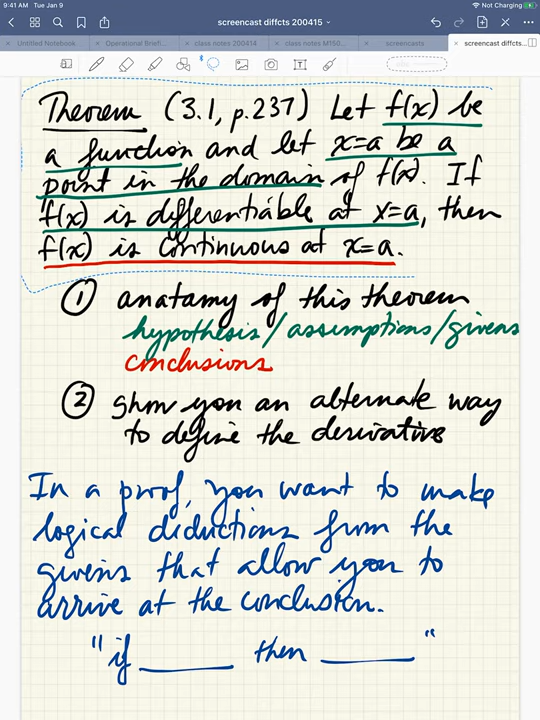 9:41 AM Tue Jan 9
Not Charging
screencast diffcts 200415
Untitled Notebook
Operational Briefi...
class notes 200414
class notes M150...
screencasts
screencast diffcts...
Theorem (3.1, p.237) Let f(x) be
a function and let x=a be a
point in the domain of f(x). If
f(x) is differentiable at x=a, then
f(x) is continuous at x=a.
① anatamy of this theorem
hypothesis/assumptions/givens
conclusions
② show you an alternate way
to define the derivative
In a proof, you want to make
logical deductions from the
givens that allow you to
arrive at the conclusion.
"if ____ then ____"